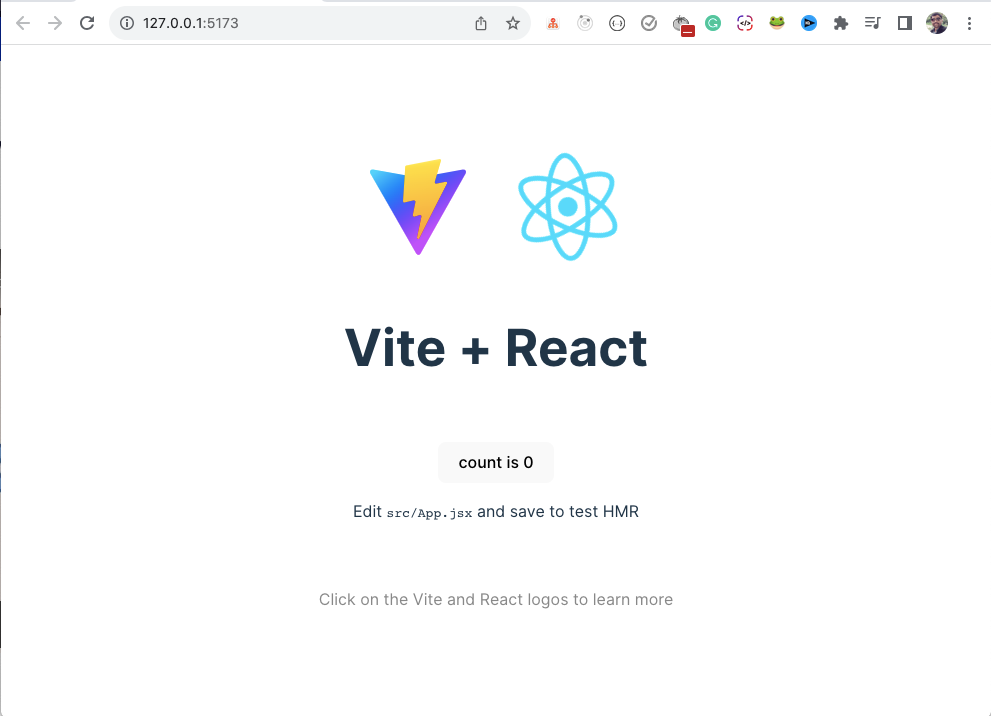 127.0.0.1:5173
Vite + React
count is 0
Edit src/App.jsx and save to test HMR
Click on the Vite and React logos to learn more